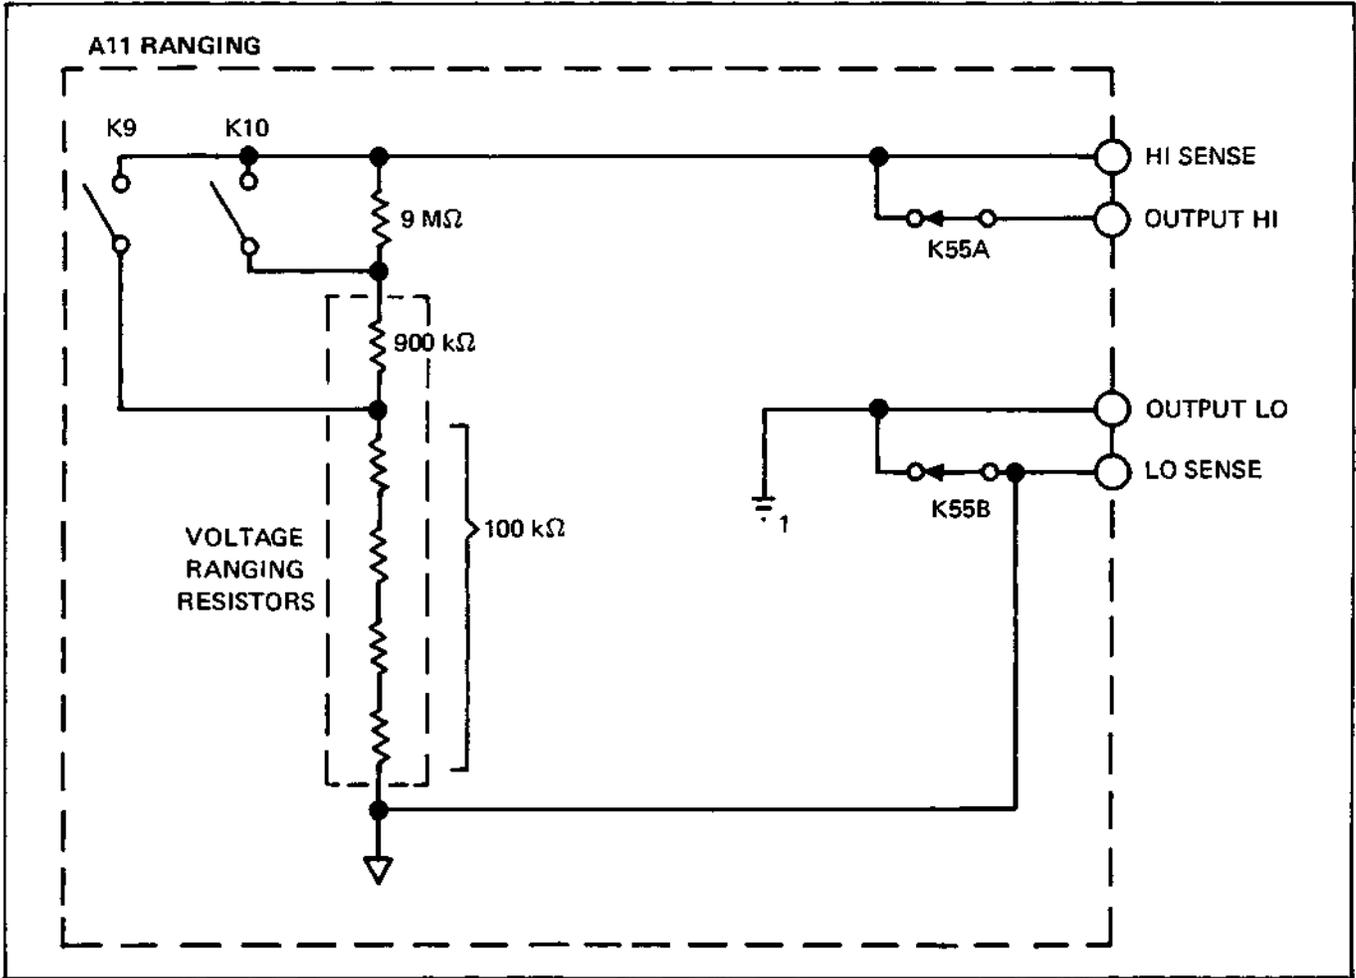 A11 RANGING
K9
K10
HI SENSE
9 MΩ
OUTPUT HI
K55A
900 kΩ
OUTPUT LO
LO SENSE
K55B
1
100 kΩ
VOLTAGE
RANGING
RESISTORS